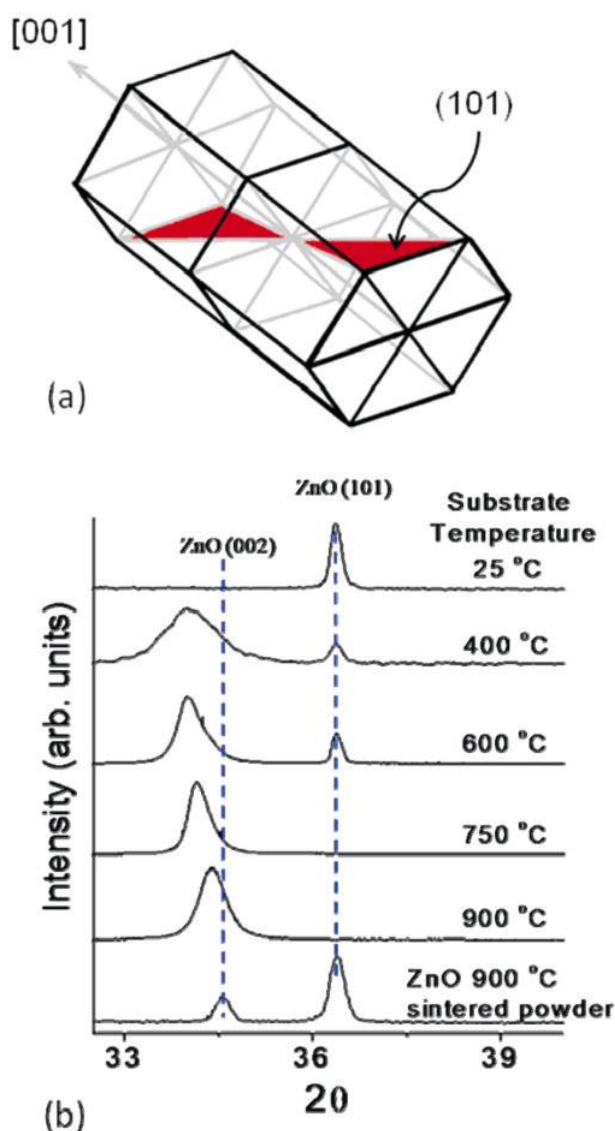 [001]
(101)
(a)
ZnO (101)
ZnO (002)
Substrate
Temperature
25 °C
400 °C
600 °C
750 °C
900 °C
ZnO 900 °C
sintered powder
Intensity (arb. units)
33
36
39
2θ
(b)